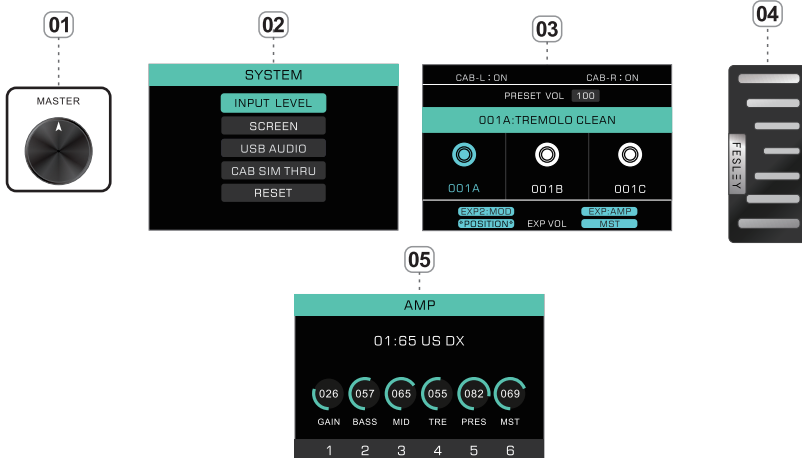 01
MASTER
02
SYSTEM
INPUT LEVEL
SCREEN
USB AUDIO
CAB SIM THRU
RESET
03
CAB-L:ON CAB-R:ON
PRESET VOL 100
001A:TREMOLO CLEAN
001A 001B 001C
EXP2:MOD EXP:AMP
*POSITION* EXP VOL MST
04
FESLEY
05
AMP
01:65 US DX
026 057 065 055 082 069
GAIN BASS MID TRE PRES MST
1 2 3 4 5 6